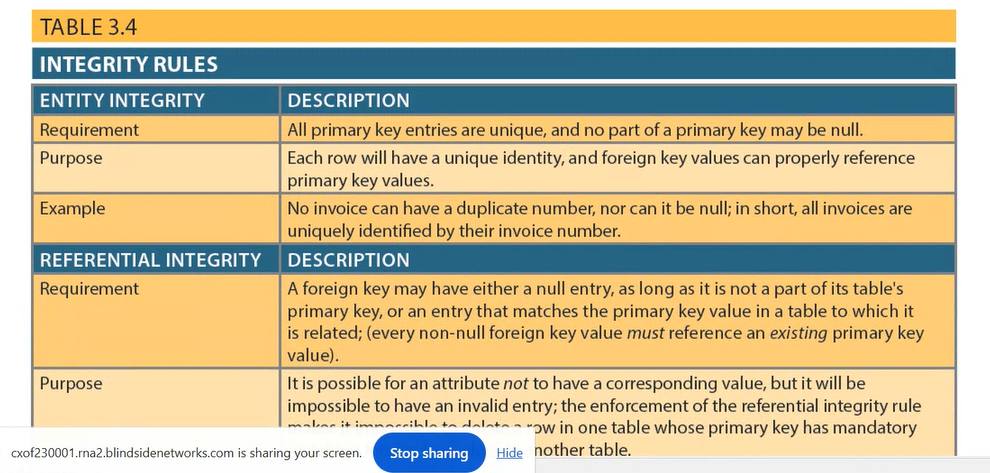 TABLE 3.4
INTEGRITY RULES
ENTITY INTEGRITY DESCRIPTION
Requirement All primary key entries are unique, and no part of a primary key may be null.
Purpose Each row will have a unique identity, and foreign key values can properly reference
primary key values.
Example No invoice can have a duplicate number, nor can it be null; in short, all invoices are
uniquely identified by their invoice number.
REFERENTIAL INTEGRITY DESCRIPTION
Requirement A foreign key may have either a null entry, as long as it is not a part of its table's
primary key, or an entry that matches the primary key value in a table to which it
is related; (every non-null foreign key value must reference an existing primary key
value).
Purpose It is possible for an attribute not to have a corresponding value, but it will be
impossible to have an invalid entry; the enforcement of the referential integrity rule
makes it impossible to delete a row in one table whose primary key has mandatory
nother table.
cxof230001.rna2.blindsidenetworks.com is sharing your screen. Stop sharing Hide